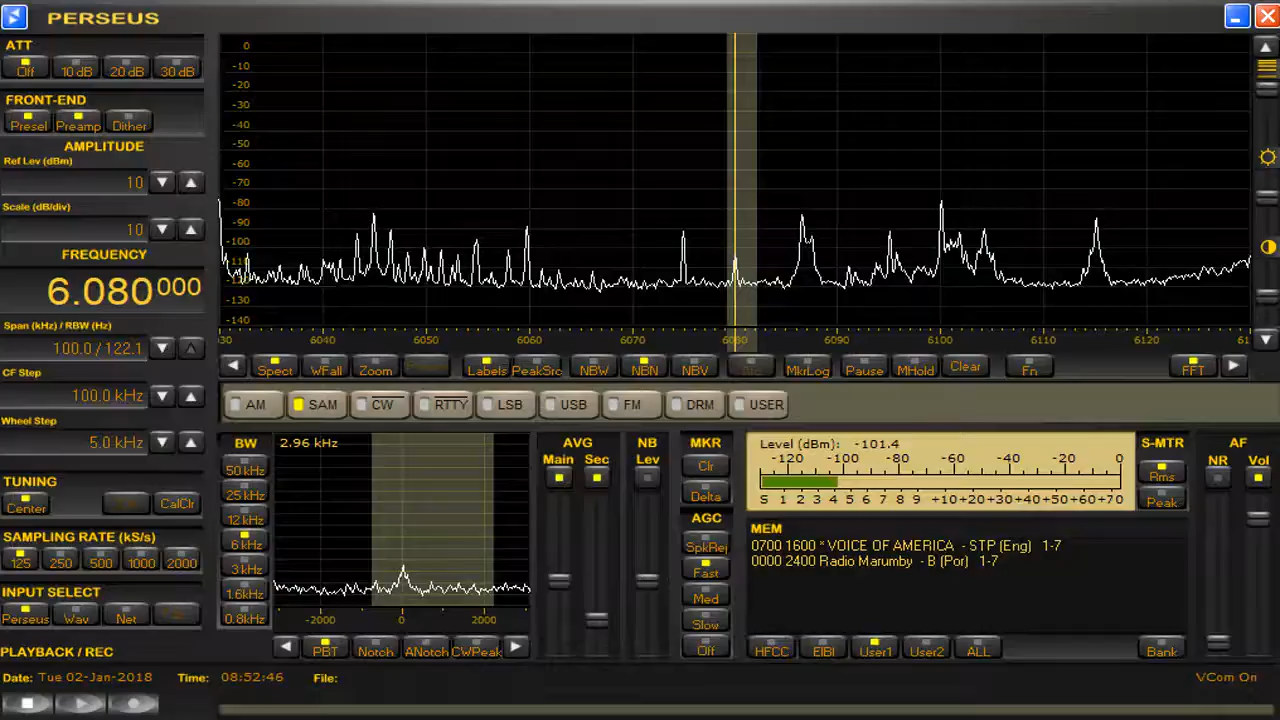 PERSEUS
ATT
Off 10 dB 20 dB 30 dB
FRONT-END
Presel Preamp Dither
AMPLITUDE
Ref Lev (dBm)
10
Scale (dB/div)
10
FREQUENCY
6.080000
Span (kHz) / RBW (Hz)
100.0 / 122.1
CF Step
100.0 kHz
Wheel Step
5.0 kHz
TUNING
Center CalClr
SAMPLING RATE (kS/s)
125 250 500 1000 2000
INPUT SELECT
Perseus Wav Net
PLAYBACK / REC
0
-10
-20
-30
-40
-50
-60
-70
-80
-90
-100
-110
-120
-130
-140
30 6040 6050 6060 6070 6080 6090 6100 6110 6120 61
Spect WFall Zoom Labels PeakSrc NBW NBN NBV MkrLog Pause MHold Clear Fn FFT
AM SAM CW RTTY LSB USB FM DRM USER
BW
50 kHz
25 kHz
12 kHz
6 kHz
3 kHz
1.6kHz
0.8kHz
2.96 kHz
-2000 0 2000
PBT Notch ANotch CWPeak
AVG
Main Sec
NB
Lev
MKR
Clr
Delta
AGC
SpkRej
Fast
Med
Slow
Off
Level (dBm): -101.4
-120 -100 -80 -60 -40 -20 0
S 1 2 3 4 5 6 7 8 9 +10+20+30+40+50+60+70
S-MTR
Rms
Peak
AF
NR Vol
MEM
0700 1600 * VOICE OF AMERICA - STP (Eng) 1-7
0000 2400 Radio Marumby - B (Por) 1-7
HFCC EIBI User1 User2 ALL Bank
Date: Tue 02-Jan-2018 Time: 08:52:46 File: VCom On